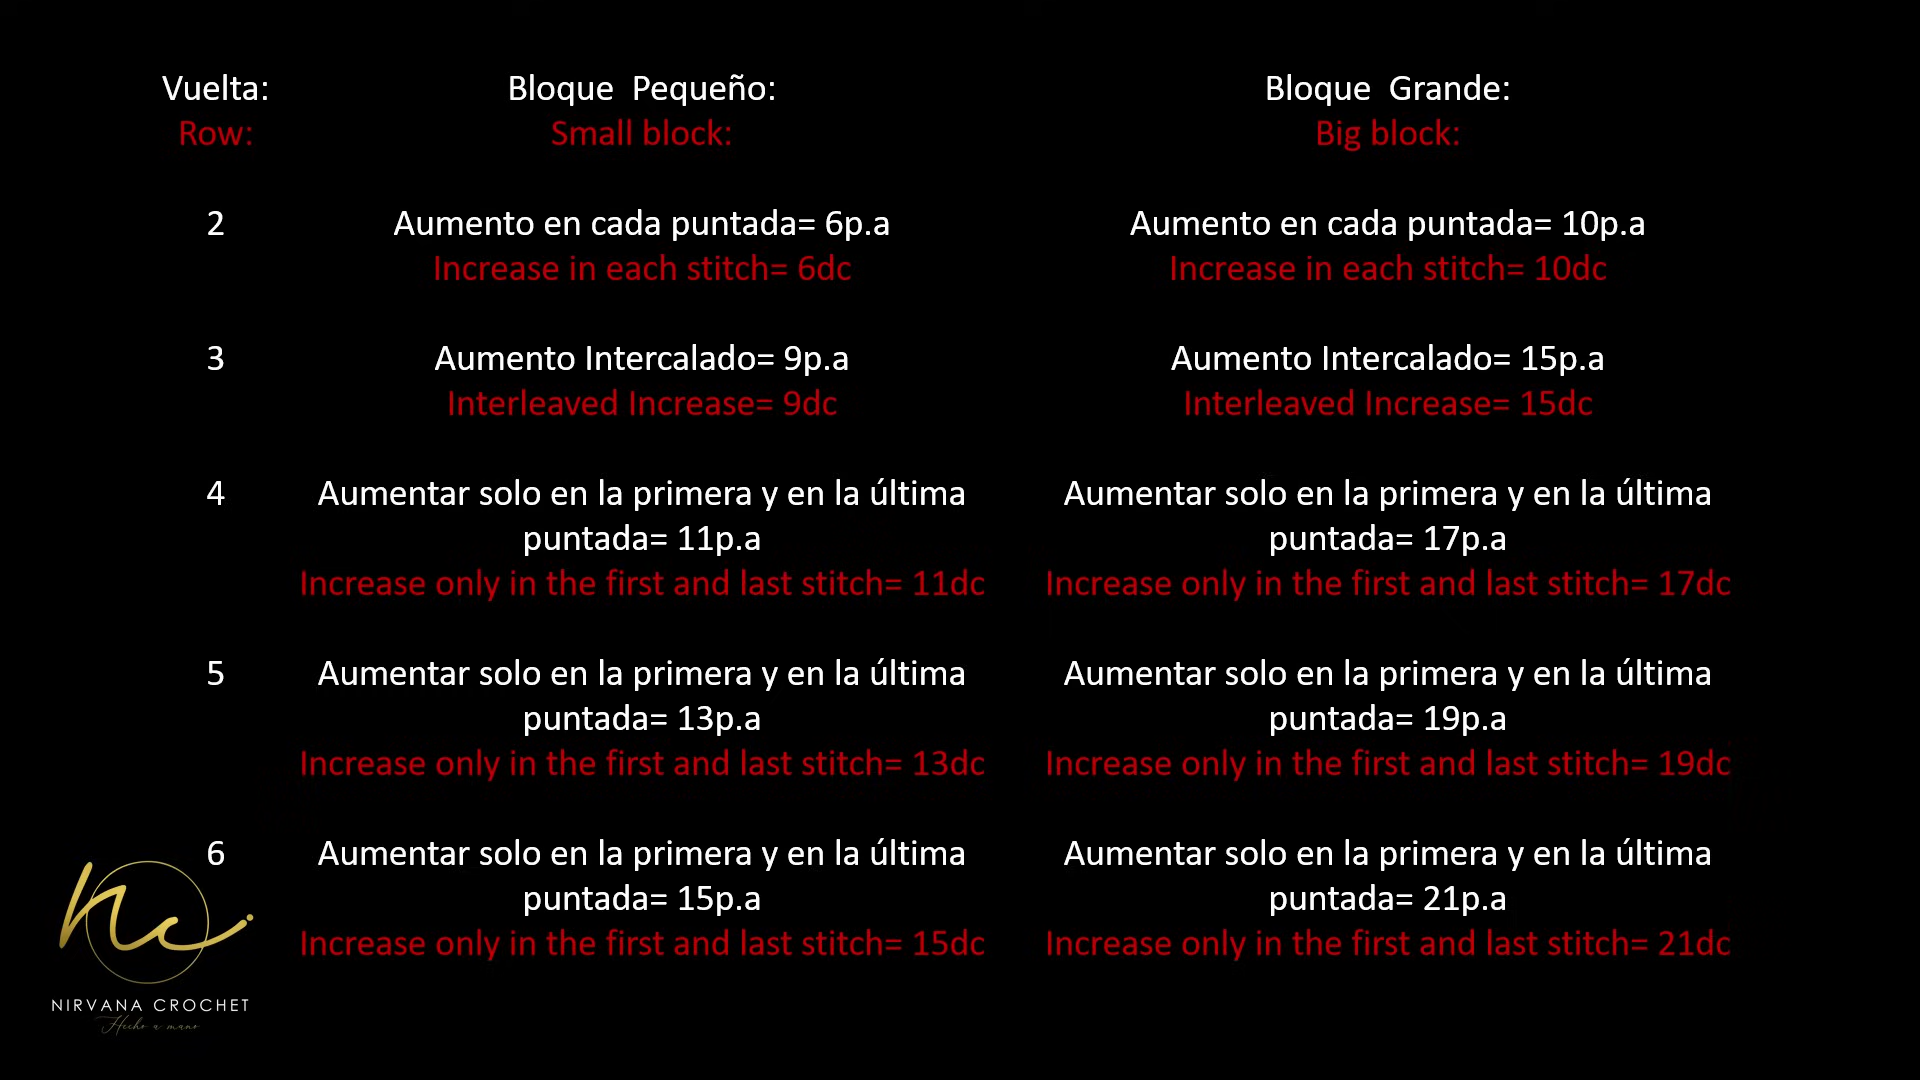 Vuelta: Bloque Pequeño: Bloque Grande:
Row: Small block: Big block:
2 Aumento en cada puntada= 6p.a Aumento en cada puntada= 10p.a
Increase in each stitch= 6dc Increase in each stitch= 10dc
3 Aumento Intercalado= 9p.a Aumento Intercalado= 15p.a
Interleaved Increase= 9dc Interleaved Increase= 15dc
4 Aumentar solo en la primera y en la última Aumentar solo en la primera y en la última
puntada= 11p.a puntada= 17p.a
Increase only in the first and last stitch= 11dc Increase only in the first and last stitch= 17dc
5 Aumentar solo en la primera y en la última Aumentar solo en la primera y en la última
puntada= 13p.a puntada= 19p.a
Increase only in the first and last stitch= 13dc Increase only in the first and last stitch= 19dc
6 Aumentar solo en la primera y en la última Aumentar solo en la primera y en la última
puntada= 15p.a puntada= 21p.a
Increase only in the first and last stitch= 15dc Increase only in the first and last stitch= 21dc
nc
NIRVANA CROCHET
Hecho a mano